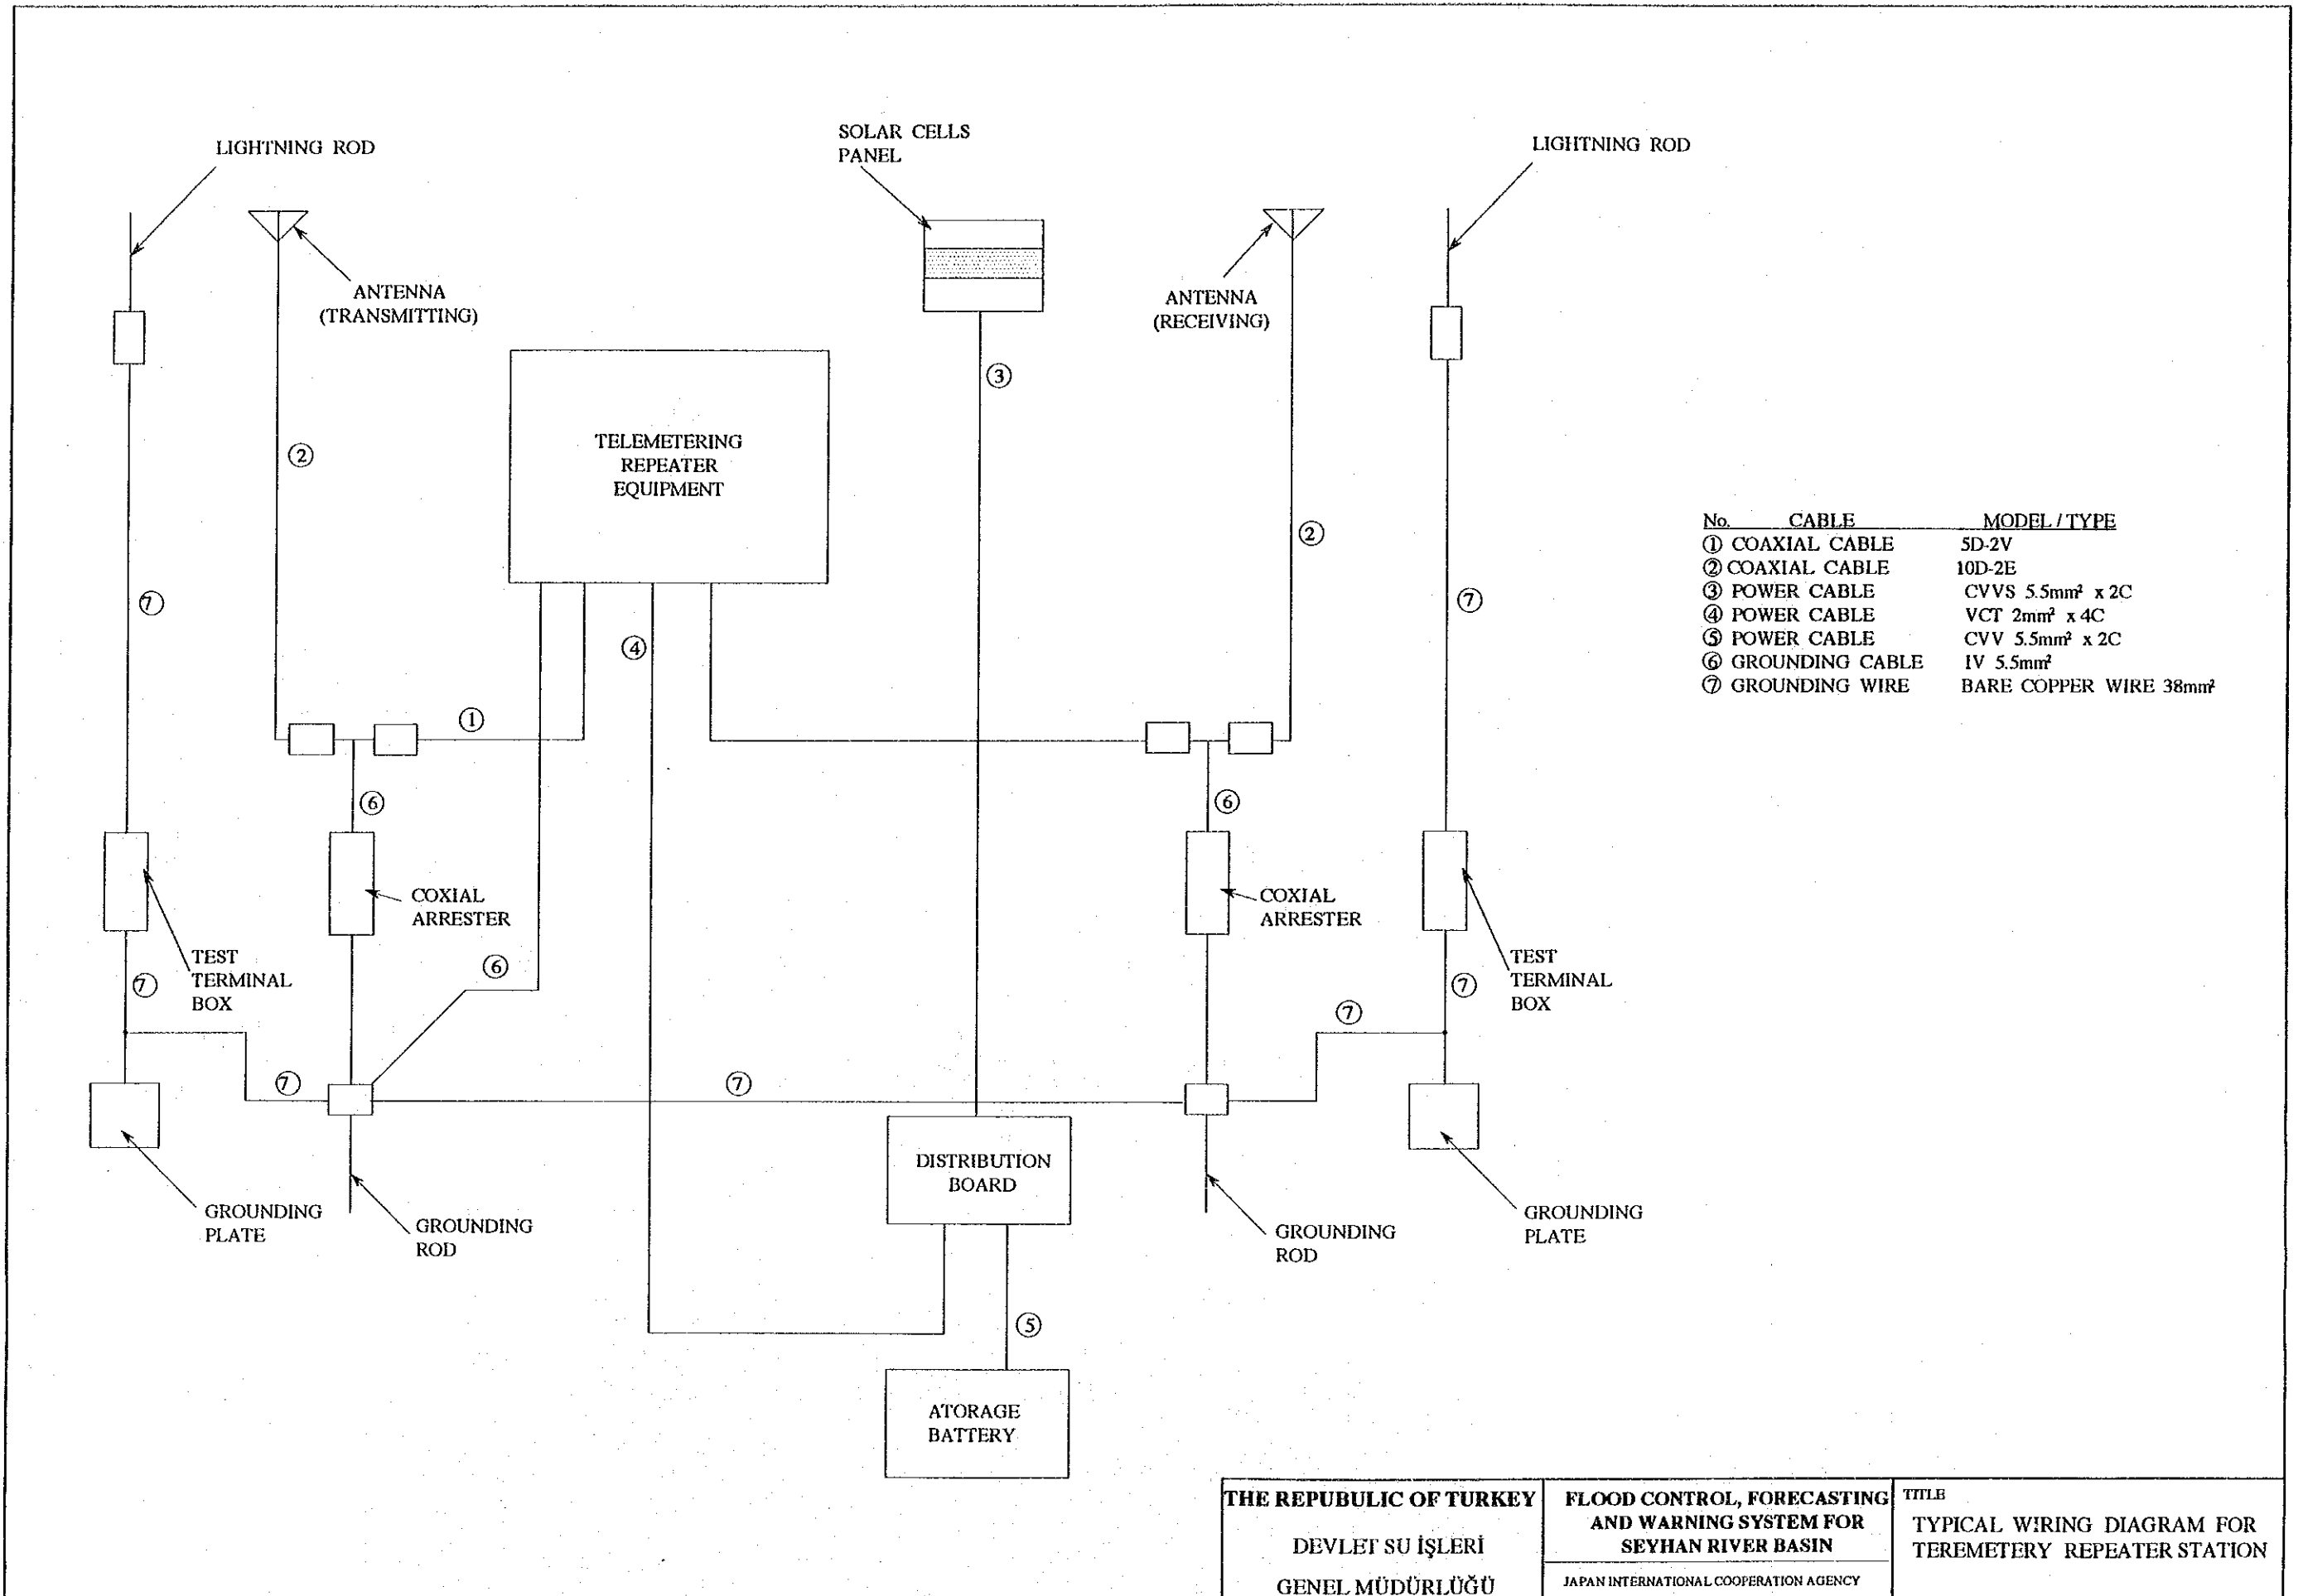 LIGHTNING ROD
SOLAR CELLS
PANEL
LIGHTNING ROD
ANTENNA
(TRANSMITTING)
ANTENNA
(RECEIVING)
③
TELEMETERING
REPEATER
EQUIPMENT
②
②
⑦
⑦
④
①
⑥
⑥
No. CABLE MODEL / TYPE
① COAXIAL CABLE 5D-2V
② COAXIAL CABLE 10D-2E
③ POWER CABLE CVVS 5.5mm² x 2C
④ POWER CABLE VCT 2mm² x 4C
⑤ POWER CABLE CVV 5.5mm² x 2C
⑥ GROUNDING CABLE IV 5.5mm²
⑦ GROUNDING WIRE BARE COPPER WIRE 38mm²
COXIAL
ARRESTER
COXIAL
ARRESTER
TEST
TERMINAL
BOX
TEST
TERMINAL
BOX
⑥
⑦
⑦
⑦
⑦
⑦
DISTRIBUTION
BOARD
GROUNDING
PLATE
GROUNDING
ROD
GROUNDING
ROD
GROUNDING
PLATE
⑤
ATORAGE
BATTERY
THE REPUBULIC OF TURKEY
DEVLET SU İŞLERİ
GENEL MÜDÜRLÜĞÜ
FLOOD CONTROL, FORECASTING
AND WARNING SYSTEM FOR
SEYHAN RIVER BASIN
JAPAN INTERNATIONAL COOPERATION AGENCY
TITLE
TYPICAL WIRING DIAGRAM FOR
TEREMETERY REPEATER STATION